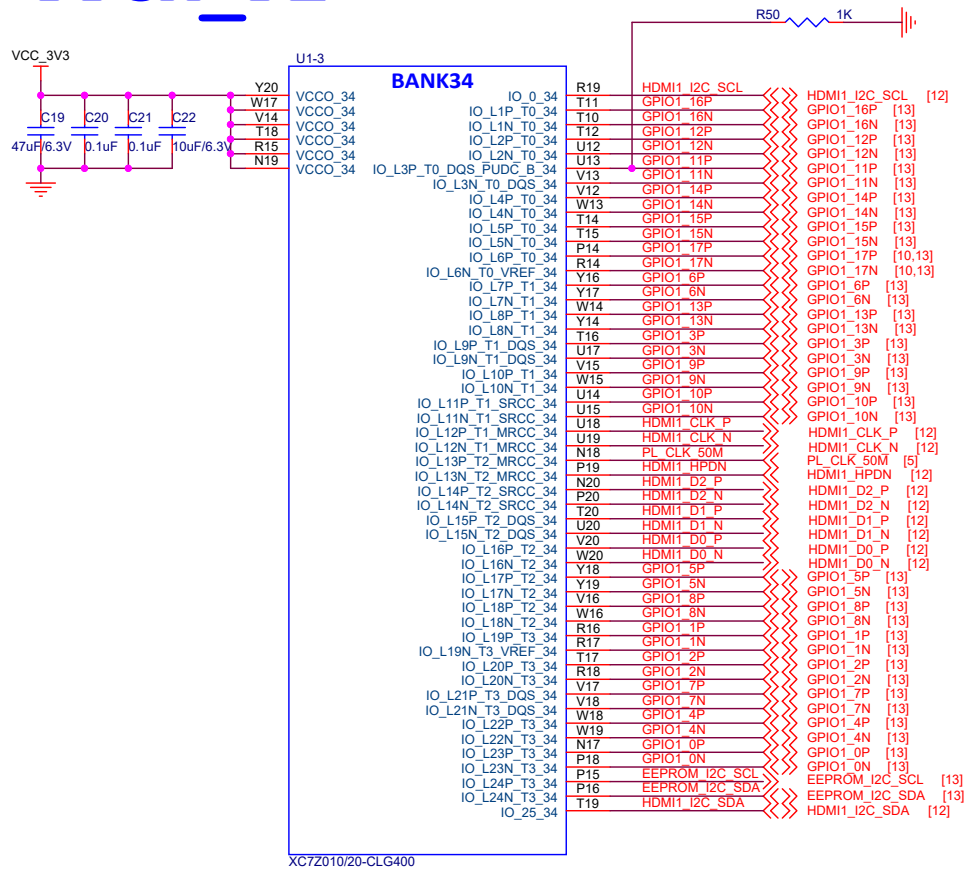 R50 1K
VCC_3V3
U1-3
BANK34
C19 C20 C21 C22
47uF/6.3V 0.1uF 0.1uF 10uF/6.3V
Y20 VCCO_34
W17 VCCO_34
V14 VCCO_34
T18 VCCO_34
R15 VCCO_34
N19 VCCO_34
IO_0_34 R19 HDMI1_I2C_SCL HDMI1_I2C_SCL [12]
IO_L1P_T0_34 T11 GPIO1_16P GPIO1_16P [13]
IO_L1N_T0_34 T10 GPIO1_16N GPIO1_16N [13]
IO_L2P_T0_34 T12 GPIO1_12P GPIO1_12P [13]
IO_L2N_T0_34 U12 GPIO1_12N GPIO1_12N [13]
IO_L3P_T0_DQS_PUDC_B_34 U13 GPIO1_11P GPIO1_11P [13]
IO_L3N_T0_DQS_34 V13 GPIO1_11N GPIO1_11N [13]
IO_L4P_T0_34 V12 GPIO1_14P GPIO1_14P [13]
IO_L4N_T0_34 W13 GPIO1_14N GPIO1_14N [13]
IO_L5P_T0_34 T14 GPIO1_15P GPIO1_15P [13]
IO_L5N_T0_34 T15 GPIO1_15N GPIO1_15N [13]
IO_L6P_T0_34 P14 GPIO1_17P GPIO1_17P [10,13]
IO_L6N_T0_VREF_34 R14 GPIO1_17N GPIO1_17N [10,13]
IO_L7P_T1_34 Y16 GPIO1_6P GPIO1_6P [13]
IO_L7N_T1_34 Y17 GPIO1_6N GPIO1_6N [13]
IO_L8P_T1_34 W14 GPIO1_13P GPIO1_13P [13]
IO_L8N_T1_34 Y14 GPIO1_13N GPIO1_13N [13]
IO_L9P_T1_DQS_34 T16 GPIO1_3P GPIO1_3P [13]
IO_L9N_T1_DQS_34 U17 GPIO1_3N GPIO1_3N [13]
IO_L10P_T1_34 V15 GPIO1_9P GPIO1_9P [13]
IO_L10N_T1_34 W15 GPIO1_9N GPIO1_9N [13]
IO_L11P_T1_SRCC_34 U14 GPIO1_10P GPIO1_10P [13]
IO_L11N_T1_SRCC_34 U15 GPIO1_10N GPIO1_10N [13]
IO_L12P_T1_MRCC_34 U18 HDMI1_CLK_P HDMI1_CLK_P [12]
IO_L12N_T1_MRCC_34 U19 HDMI1_CLK_N HDMI1_CLK_N [12]
IO_L13P_T2_MRCC_34 N18 PL_CLK_50M PL_CLK_50M [5]
IO_L13N_T2_MRCC_34 P19 HDMI1_HPDN HDMI1_HPDN [12]
IO_L14P_T2_SRCC_34 N20 HDMI1_D2_P HDMI1_D2_P [12]
IO_L14N_T2_SRCC_34 P20 HDMI1_D2_N HDMI1_D2_N [12]
IO_L15P_T2_DQS_34 T20 HDMI1_D1_P HDMI1_D1_P [12]
IO_L15N_T2_DQS_34 U20 HDMI1_D1_N HDMI1_D1_N [12]
IO_L16P_T2_34 V20 HDMI1_D0_P HDMI1_D0_P [12]
IO_L16N_T2_34 W20 HDMI1_D0_N HDMI1_D0_N [12]
IO_L17P_T2_34 Y18 GPIO1_5P GPIO1_5P [13]
IO_L17N_T2_34 Y19 GPIO1_5N GPIO1_5N [13]
IO_L18P_T2_34 V16 GPIO1_8P GPIO1_8P [13]
IO_L18N_T2_34 W16 GPIO1_8N GPIO1_8N [13]
IO_L19P_T3_34 R16 GPIO1_1P GPIO1_1P [13]
IO_L19N_T3_VREF_34 R17 GPIO1_1N GPIO1_1N [13]
IO_L20P_T3_34 T17 GPIO1_2P GPIO1_2P [13]
IO_L20N_T3_34 R18 GPIO1_2N GPIO1_2N [13]
IO_L21P_T3_DQS_34 V17 GPIO1_7P GPIO1_7P [13]
IO_L21N_T3_DQS_34 V18 GPIO1_7N GPIO1_7N [13]
IO_L22P_T3_34 W18 GPIO1_4P GPIO1_4P [13]
IO_L22N_T3_34 W19 GPIO1_4N GPIO1_4N [13]
IO_L23P_T3_34 N17 GPIO1_0P GPIO1_0P [13]
IO_L23N_T3_34 P18 GPIO1_0N GPIO1_0N [13]
IO_L24P_T3_34 P15 EEPROM_I2C_SCL EEPROM_I2C_SCL [13]
IO_L24N_T3_34 P16 EEPROM_I2C_SDA EEPROM_I2C_SDA [13]
IO_25_34 T19 HDMI1_I2C_SDA HDMI1_I2C_SDA [12]
XC7Z010/20-CLG400